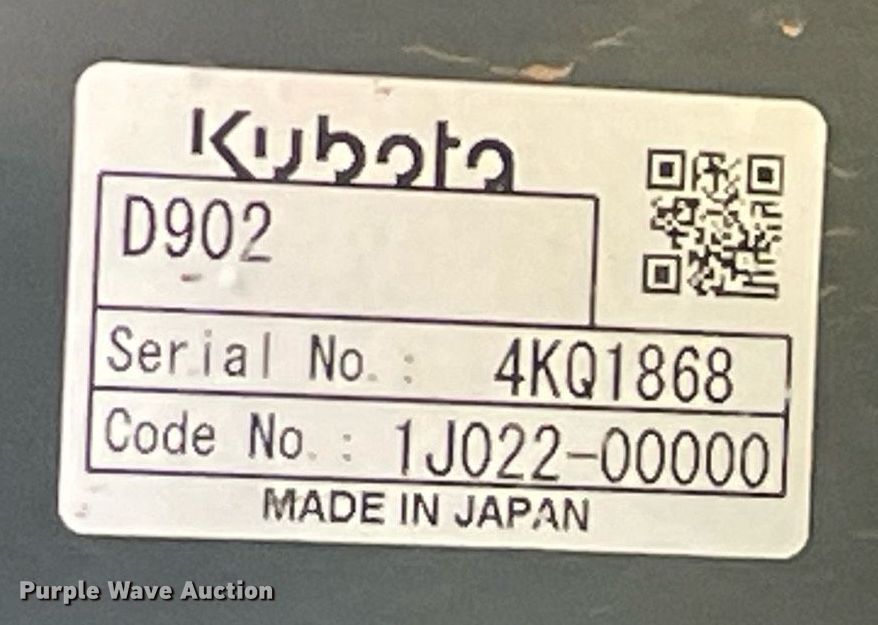 Kubota
D902
Serial No.: 4KQ1868
Code No.: 1J022-00000
MADE IN JAPAN
Purple Wave Auction